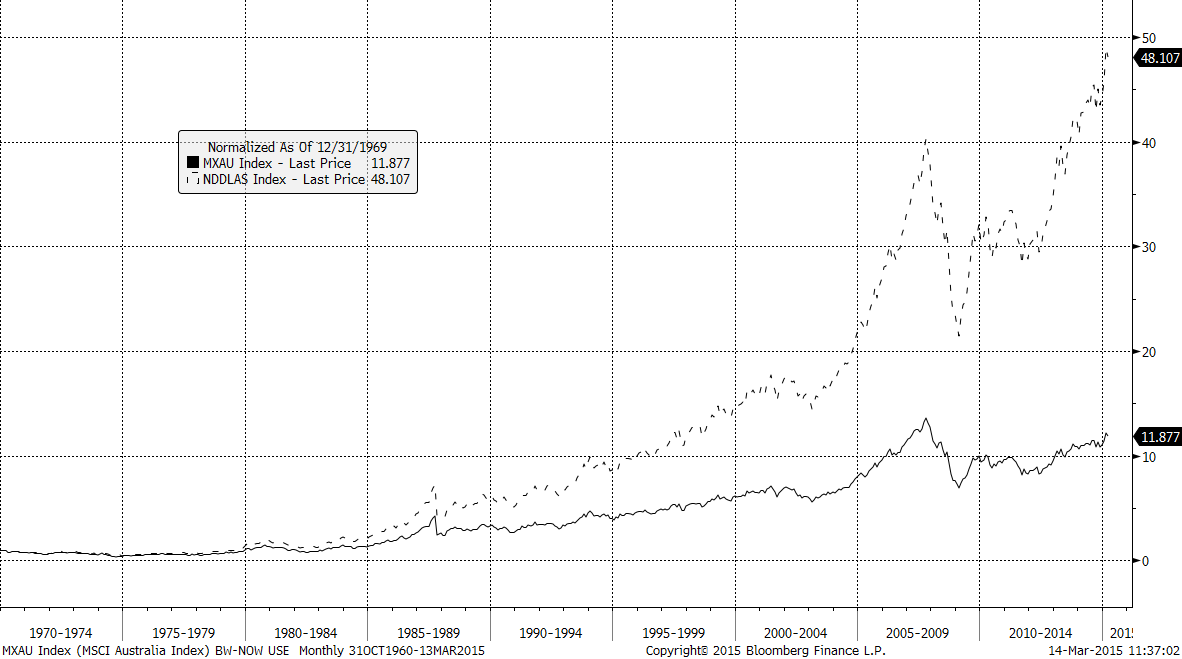 50
48.107
40
Normalized As Of 12/31/1969
MXAU Index - Last Price 11.877
NDDLAS Index - Last Price 48.107
30
20
11.877
10
0
1970-1974 1975-1979 1980-1984 1985-1989 1990-1994 1995-1999 2000-2004 2005-2009 2010-2014
MXAU Index (MSCI Australia Index) BW-NOW USE Monthly 31OCT1960-13MAR2015 Copyright© 2015 Bloomberg Finance L.P. 14-Mar-2015 11:37:02